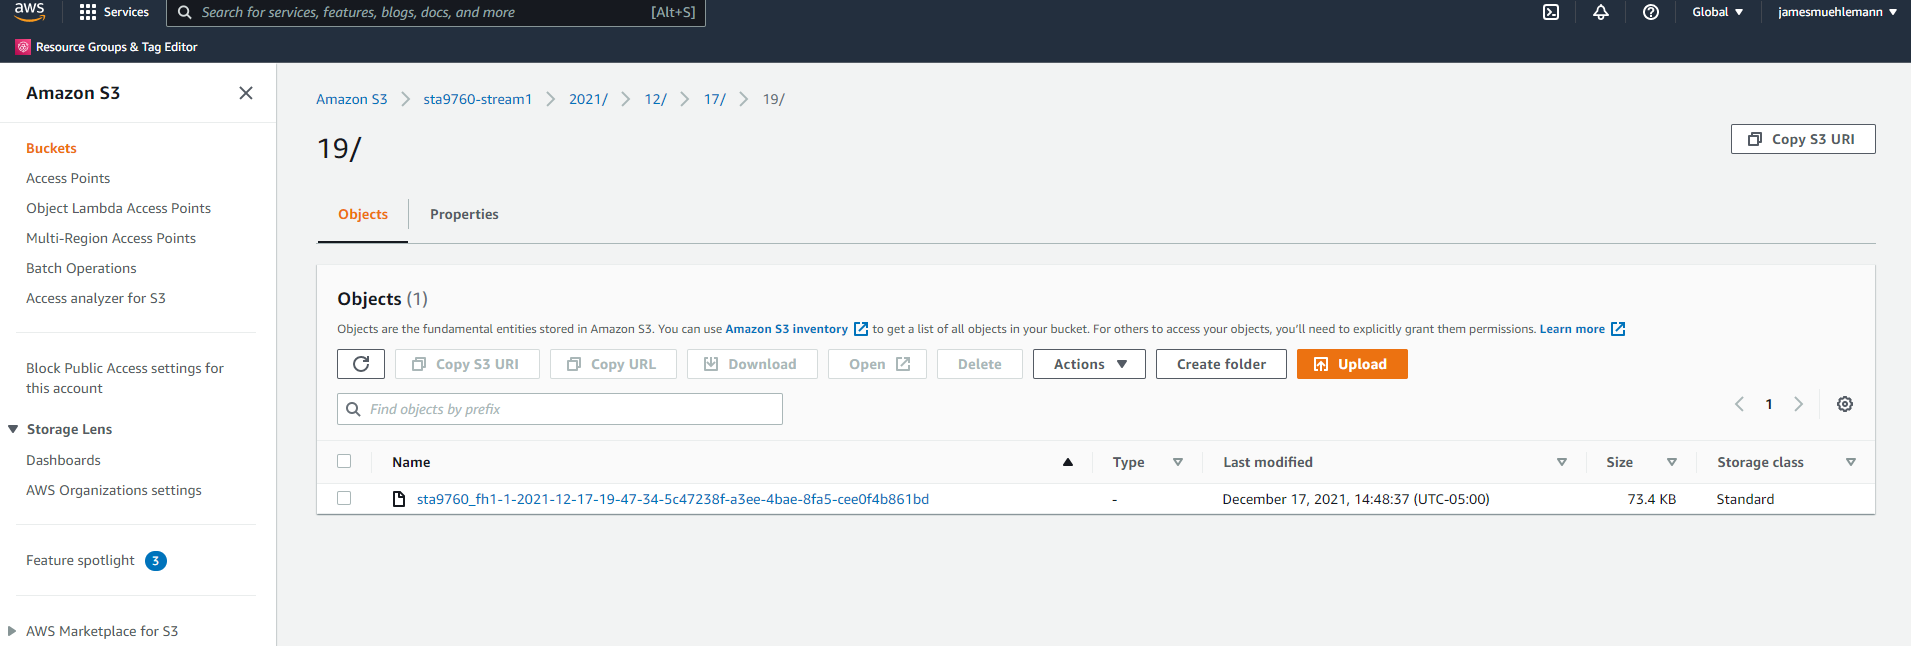 aws
Services
Search for services, features, blogs, docs, and more
[Alt+S]
Global
jamesmuehlemann
Resource Groups & Tag Editor
Amazon S3
Buckets
Access Points
Object Lambda Access Points
Multi-Region Access Points
Batch Operations
Access analyzer for S3
Block Public Access settings for
this account
Storage Lens
Dashboards
AWS Organizations settings
Feature spotlight 3
AWS Marketplace for S3
Amazon S3 > sta9760-stream1 > 2021/ > 12/ > 17/ > 19/
19/
Copy S3 URI
Objects
Properties
Objects (1)
Objects are the fundamental entities stored in Amazon S3. You can use Amazon S3 inventory to get a list of all objects in your bucket. For others to access your objects, you'll need to explicitly grant them permissions. Learn more
Copy S3 URI
Copy URL
Download
Open
Delete
Actions
Create folder
Upload
Find objects by prefix
1
Name
Type
Last modified
Size
Storage class
sta9760_fh1-1-2021-12-17-19-47-34-5c47238f-a3ee-4bae-8fa5-cee0f4b861bd
-
December 17, 2021, 14:48:37 (UTC-05:00)
73.4 KB
Standard